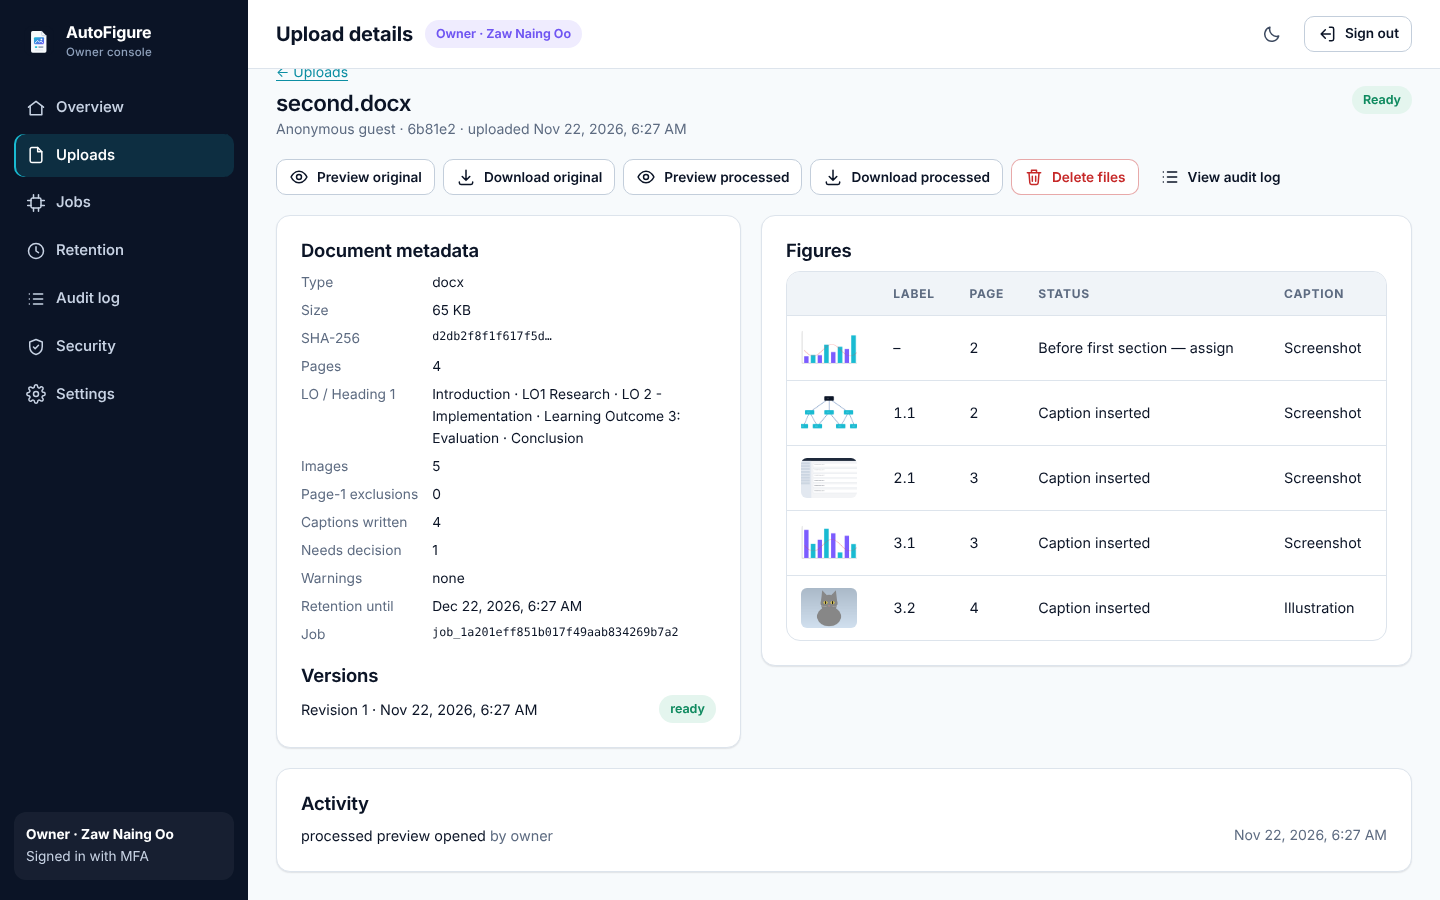 AutoFigure
Owner console
Overview
Uploads
Jobs
Retention
Audit log
Security
Settings
Owner · Zaw Naing Oo
Signed in with MFA
Upload details
Owner · Zaw Naing Oo
Sign out
← Uploads
second.docx
Ready
Anonymous guest · 6b81e2 · uploaded Nov 22, 2026, 6:27 AM
Preview original
Download original
Preview processed
Download processed
Delete files
View audit log
Document metadata
Type docx
Size 65 KB
SHA-256 d2db2f8f1f617f5d…
Pages 4
LO / Heading 1 Introduction · LO1 Research · LO 2 -
Implementation · Learning Outcome 3:
Evaluation · Conclusion
Images 5
Page-1 exclusions 0
Captions written 4
Needs decision 1
Warnings none
Retention until Dec 22, 2026, 6:27 AM
Job job_1a201eff851b017f49aab834269b7a2
Versions
Revision 1 · Nov 22, 2026, 6:27 AM ready
Figures
LABEL PAGE STATUS CAPTION
– 2 Before first section — assign Screenshot
1.1 2 Caption inserted Screenshot
2.1 3 Caption inserted Screenshot
3.1 3 Caption inserted Screenshot
3.2 4 Caption inserted Illustration
Activity
processed preview opened by owner Nov 22, 2026, 6:27 AM